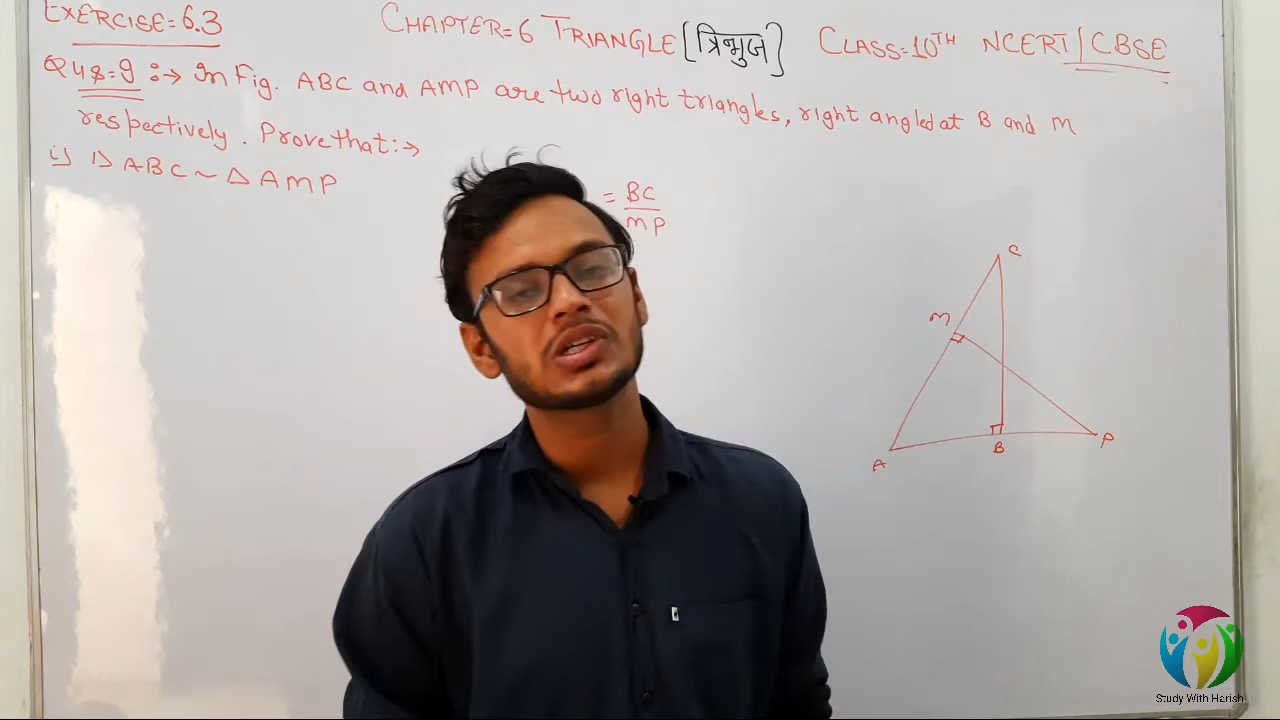 EXERCISE=6.3
CHAPTER=6 TRIANGLE [त्रिभुज] CLASS=10TH NCERT/CBSE
Qus=9 :→ In Fig. ABC and AMP are two right triangles, right angled at B and M
respectively. Prove that:→
i) Δ ABC ~ Δ AMP
= BC
MP
C
M
A
B
P
Study With Harish